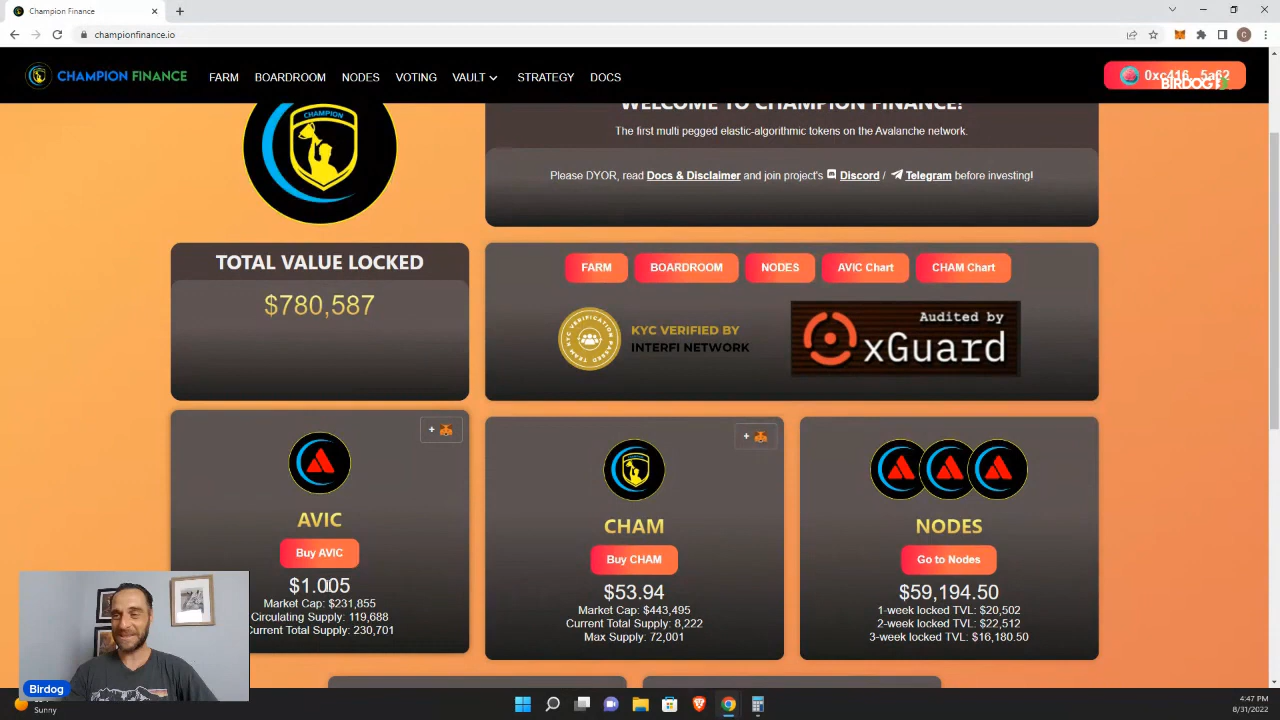 Champion Finance
championfinance.io
C
CHAMPION FINANCE
FARM
BOARDROOM
NODES
VOTING
VAULT
STRATEGY
DOCS
0xc416...5a62
BIRDOG
CHAMPION
WELCOME TO CHAMPION FINANCE!
The first multi pegged elastic-algorithmic tokens on the Avalanche network.
Please DYOR, read Docs & Disclaimer and join project's Discord / Telegram before investing!
TOTAL VALUE LOCKED
$780,587
FARM
BOARDROOM
NODES
AVIC Chart
CHAM Chart
KYC VERIFIED BY
INTERFI NETWORK
Audited by
xGuard
+
AVIC
Buy AVIC
$1.005
Market Cap: $231,855
Circulating Supply: 119,688
Current Total Supply: 230,701
+
CHAM
Buy CHAM
$53.94
Market Cap: $443,495
Current Total Supply: 8,222
Max Supply: 72,001
NODES
Go to Nodes
$59,194.50
1-week locked TVL: $20,502
2-week locked TVL: $22,512
3-week locked TVL: $16,180.50
Birdog
Sunny
4:47 PM
8/31/2022